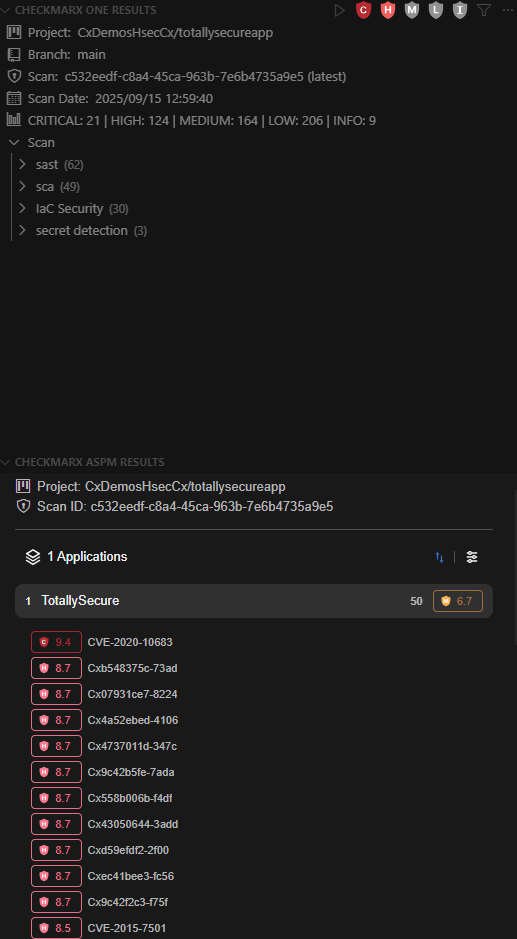 CHECKMARX ONE RESULTS
C H M L I
Project: CxDemosHsecCx/totallysecureapp
Branch: main
Scan: c532eedf-c8a4-45ca-963b-7e6b4735a9e5 (latest)
Scan Date: 2025/09/15 12:59:40
CRITICAL: 21 | HIGH: 124 | MEDIUM: 164 | LOW: 206 | INFO: 9
Scan
sast (62)
sca (49)
IaC Security (30)
secret detection (3)
CHECKMARX ASPM RESULTS
Project: CxDemosHsecCx/totallysecureapp
Scan ID: c532eedf-c8a4-45ca-963b-7e6b4735a9e5
1 Applications
1 TotallySecure 50 M 6.7
C 9.4 CVE-2020-10683
H 8.7 Cxb548375c-73ad
H 8.7 Cx07931ce7-8224
H 8.7 Cx4a52ebed-4106
H 8.7 Cx4737011d-347c
H 8.7 Cx9c42b5fe-7ada
H 8.7 Cx558b006b-f4df
H 8.7 Cx43050644-3add
H 8.7 Cxd59efdf2-2f00
H 8.7 Cxec41bee3-fc56
H 8.7 Cx9c42f2c3-f75f
H 8.5 CVE-2015-7501